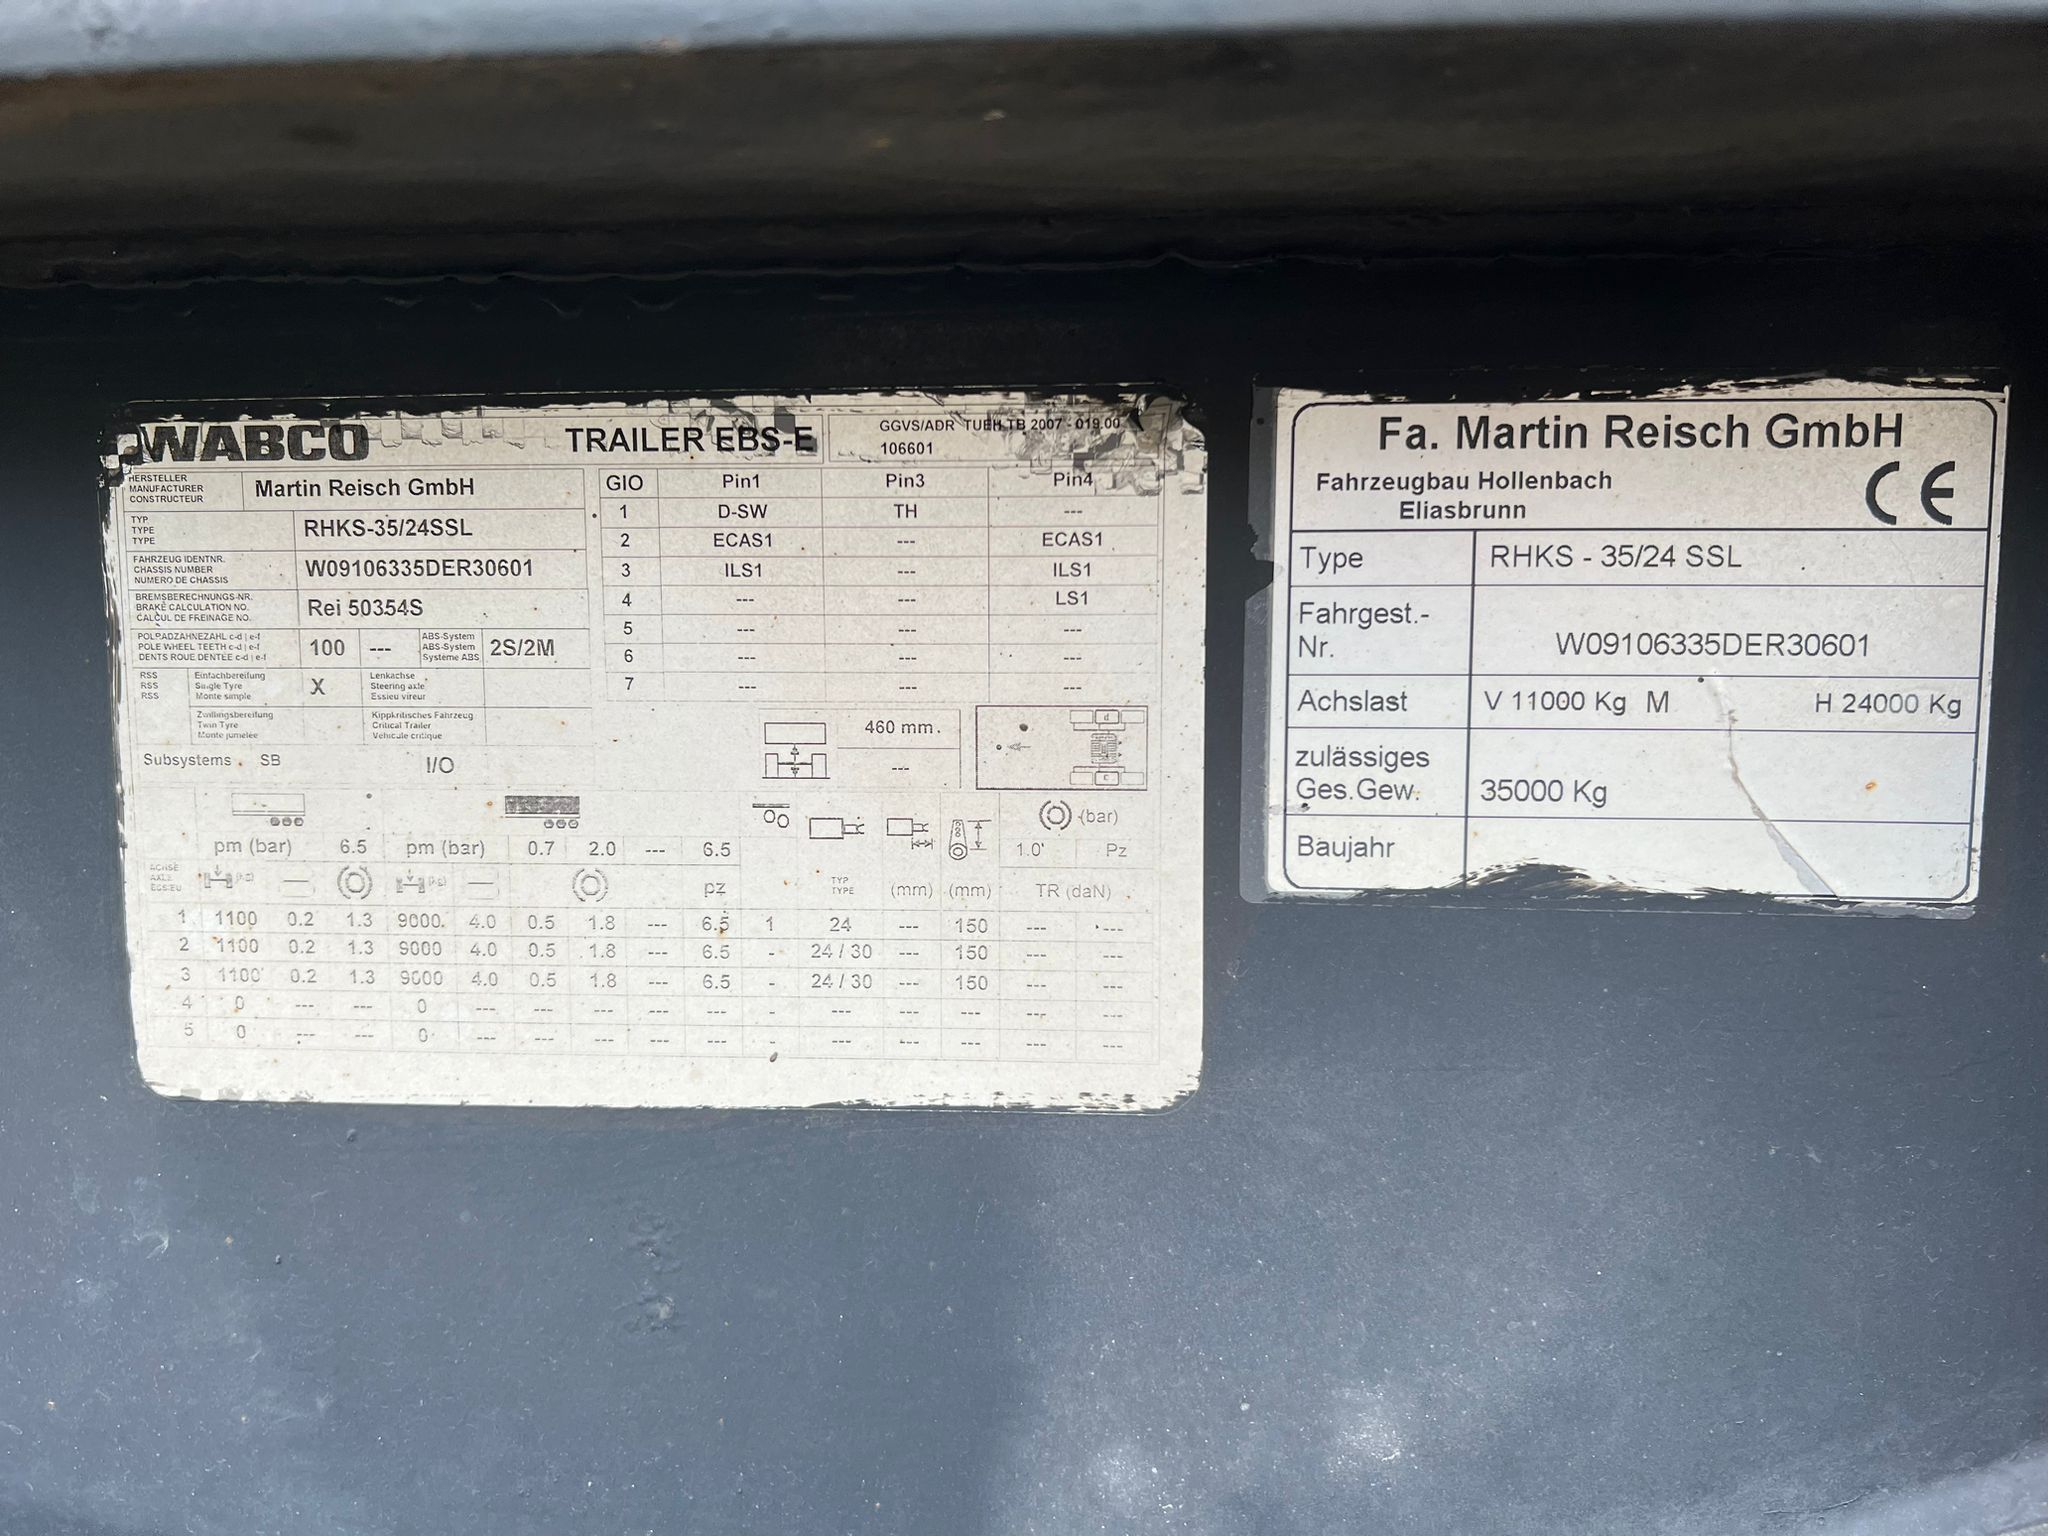 WABCO TRAILER EBS-E GGVS/ADR TUEH TB 2007 - 019.00
106601
HERSTELLER
MANUFACTURER
CONSTRUCTEUR
Martin Reisch GmbH
TYP
TYPE
TYPE
RHKS-35/24SSL
FAHRZEUG IDENTNR.
CHASSIS NUMBER
NUMERO DE CHASSIS
W09106335DER30601
BREMSBERECHNUNGS-NR.
BRAKE CALCULATION NO.
CALCUL DE FREINAGE NO.
Rei 50354S
POLRADZAHNEZAHL c-d | e-f
POLE WHEEL TEETH c-d | e-f
DENTS ROUE DENTEE c-d | e-f
100 ---
ABS-System
ABS-System
Systeme ABS
2S/2M
RSS
RSS
RSS
Einfachbereifung
Single Tyre
Monte simple
X
Lenkachse
Steering axle
Essieu vireur
Zwillingsbereifung
Twin Tyre
Monte jumelée
Kippkritisches Fahrzeug
Critical Trailer
Vehicule critique
Subsystems SB I/O
GIO Pin1 Pin3 Pin4
1 D-SW TH ---
2 ECAS1 --- ECAS1
3 ILS1 --- ILS1
4 --- --- LS1
5 --- --- ---
6 --- --- ---
7 --- --- ---
460 mm.
---
d
c
(bar)
pm (bar) 6.5 pm (bar) 0.7 2.0 --- 6.5 1.0 Pz
ACHSE
AXLE
pz
TYP
TYPE
(mm) (mm) TR (daN)
1 1100 0.2 1.3 9000 4.0 0.5 1.8 --- 6.5 1 24 --- 150 --- ---
2 1100 0.2 1.3 9000 4.0 0.5 1.8 --- 6.5 - 24 / 30 --- 150 --- ---
3 1100 0.2 1.3 9000 4.0 0.5 1.8 --- 6.5 - 24 / 30 --- 150 --- ---
4 0 --- --- 0 --- --- --- --- --- - --- --- --- --- ---
5 0 --- --- 0 --- --- --- --- --- - --- --- --- --- ---
Fa. Martin Reisch GmbH
Fahrzeugbau Hollenbach
Eliasbrunn
CE
Type RHKS - 35/24 SSL
Fahrgest.-
Nr. W09106335DER30601
Achslast V 11000 Kg M H 24000 Kg
zulässiges
Ges.Gew. 35000 Kg
Baujahr